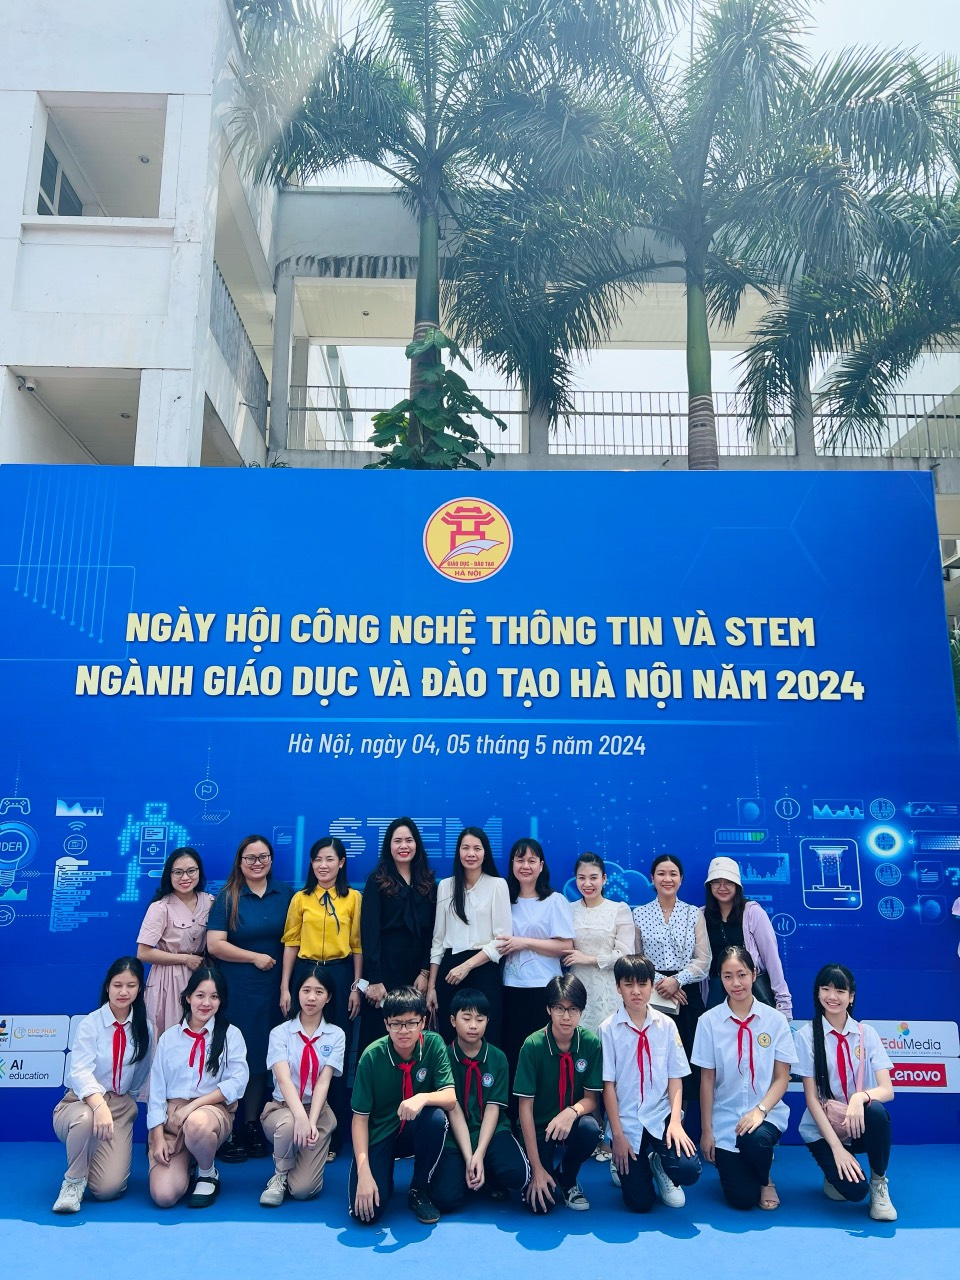 GIÁO DỤC - ĐÀO TẠO
HÀ NỘI
NGÀY HỘI CÔNG NGHỆ THÔNG TIN VÀ STEM
NGÀNH GIÁO DỤC VÀ ĐÀO TẠO HÀ NỘI NĂM 2024
Hà Nội, ngày 04, 05 tháng 5 năm 2024
STEM
IDEA
DUC PHAP
AI
education
EduMedia
Lenovo